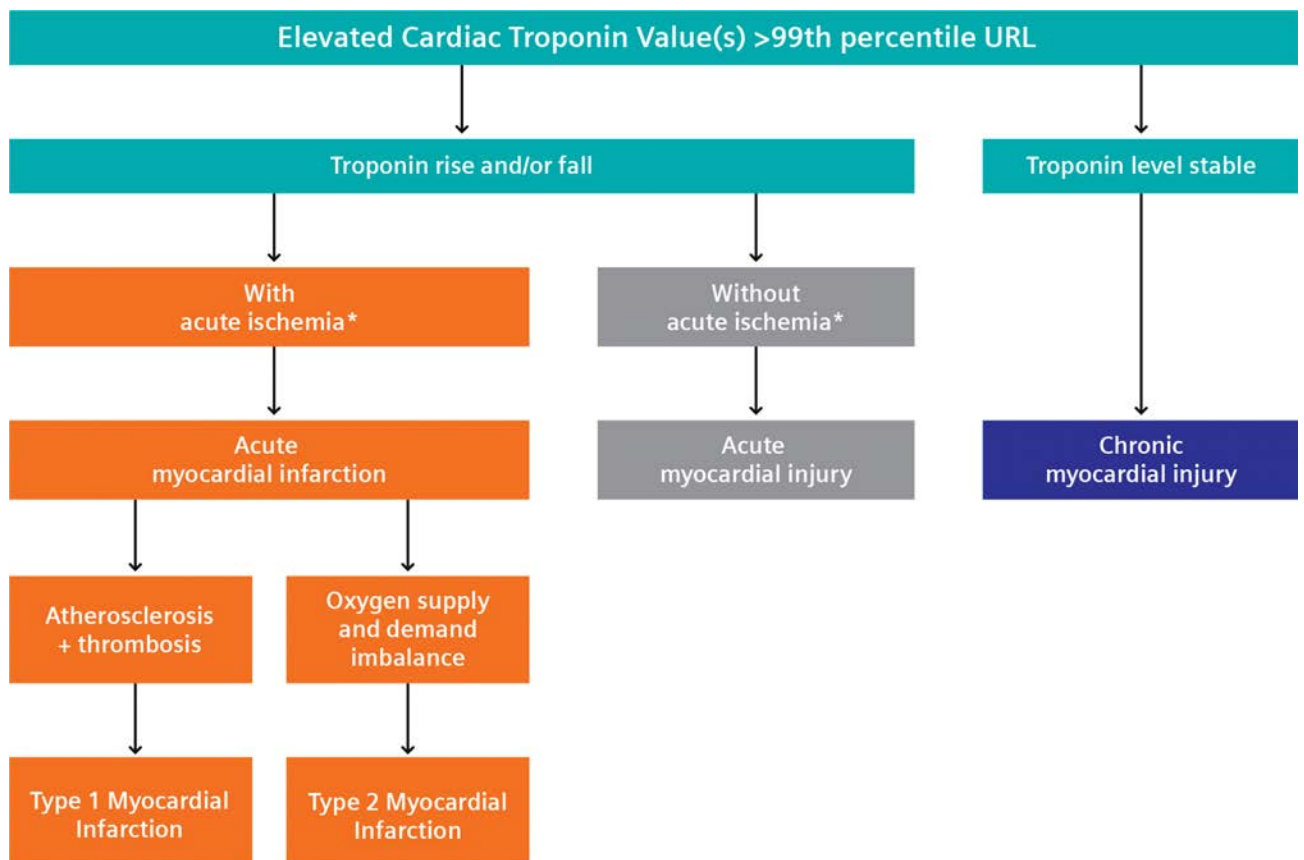 Elevated Cardiac Troponin Value(s) >99th percentile URL
Troponin rise and/or fall
Troponin level stable
With
acute ischemia*
Without
acute ischemia*
Acute
myocardial infarction
Acute
myocardial injury
Chronic
myocardial injury
Atherosclerosis
+ thrombosis
Oxygen supply
and demand
imbalance
Type 1 Myocardial
Infarction
Type 2 Myocardial
Infarction